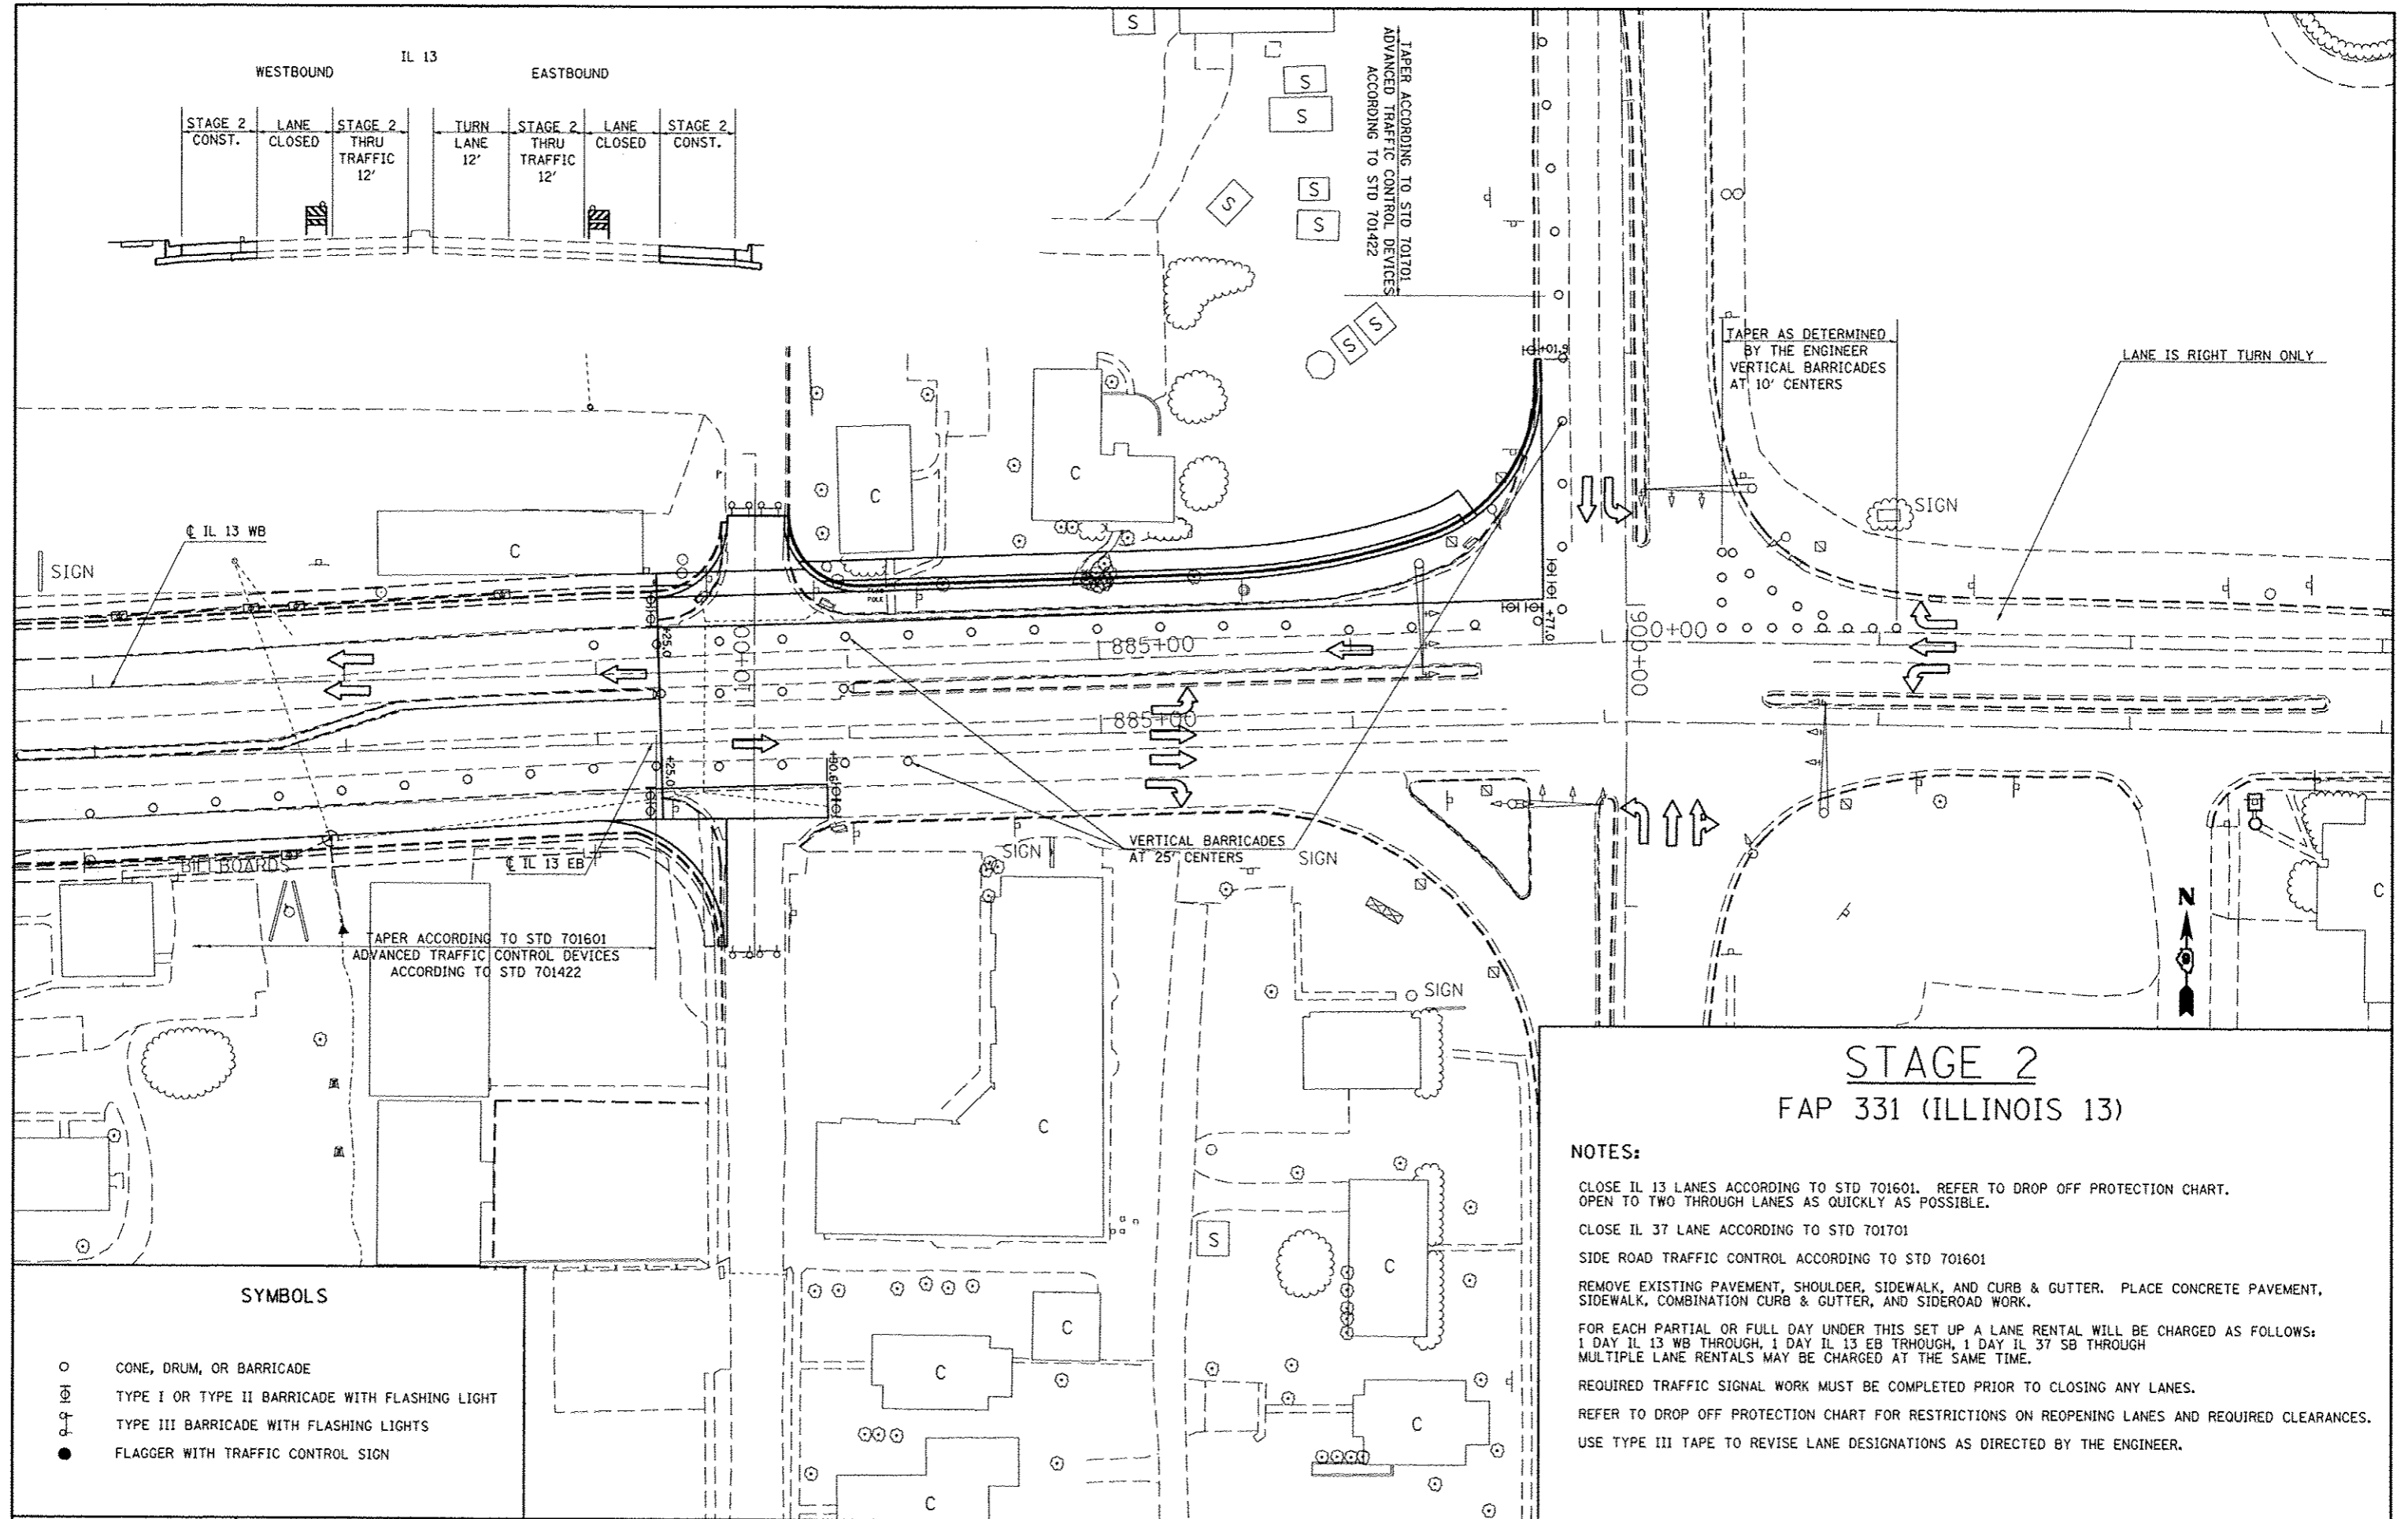 IL 13
WESTBOUND
EASTBOUND
STAGE 2
CONST.
LANE
CLOSED
STAGE 2
THRU
TRAFFIC
12'
TURN
LANE
12'
STAGE 2
THRU
TRAFFIC
12'
LANE
CLOSED
STAGE 2
CONST.
S
S
S
S
S
S
S
S
TAPER ACCORDING TO STD 701701
ADVANCED TRAFFIC CONTROL DEVICES
ACCORDING TO STD 701422
+01.9
TAPER AS DETERMINED
BY THE ENGINEER
VERTICAL BARRICADES
AT 10' CENTERS
LANE IS RIGHT TURN ONLY
SIGN
℄ IL 13 WB
SIGN
C
C
C
POLE
+25.0
10+00
885+00
+77.0
900+00
885+00
+25.0
+90.6
℄ IL 13 EB
BILLBOARDS
SIGN
VERTICAL BARRICADES
AT 25' CENTERS
SIGN
TAPER ACCORDING TO STD 701601
ADVANCED TRAFFIC CONTROL DEVICES
ACCORDING TO STD 701422
C
N
SIGN
C
S
C
C
C
C
C
STAGE 2
FAP 331 (ILLINOIS 13)
NOTES:
CLOSE IL 13 LANES ACCORDING TO STD 701601. REFER TO DROP OFF PROTECTION CHART.
OPEN TO TWO THROUGH LANES AS QUICKLY AS POSSIBLE.
CLOSE IL 37 LANE ACCORDING TO STD 701701
SIDE ROAD TRAFFIC CONTROL ACCORDING TO STD 701601
REMOVE EXISTING PAVEMENT, SHOULDER, SIDEWALK, AND CURB & GUTTER. PLACE CONCRETE PAVEMENT,
SIDEWALK, COMBINATION CURB & GUTTER, AND SIDEROAD WORK.
FOR EACH PARTIAL OR FULL DAY UNDER THIS SET UP A LANE RENTAL WILL BE CHARGED AS FOLLOWS:
1 DAY IL 13 WB THROUGH, 1 DAY IL 13 EB TRHOUGH, 1 DAY IL 37 SB THROUGH
MULTIPLE LANE RENTALS MAY BE CHARGED AT THE SAME TIME.
REQUIRED TRAFFIC SIGNAL WORK MUST BE COMPLETED PRIOR TO CLOSING ANY LANES.
REFER TO DROP OFF PROTECTION CHART FOR RESTRICTIONS ON REOPENING LANES AND REQUIRED CLEARANCES.
USE TYPE III TAPE TO REVISE LANE DESIGNATIONS AS DIRECTED BY THE ENGINEER.
SYMBOLS
CONE, DRUM, OR BARRICADE
TYPE I OR TYPE II BARRICADE WITH FLASHING LIGHT
TYPE III BARRICADE WITH FLASHING LIGHTS
FLAGGER WITH TRAFFIC CONTROL SIGN